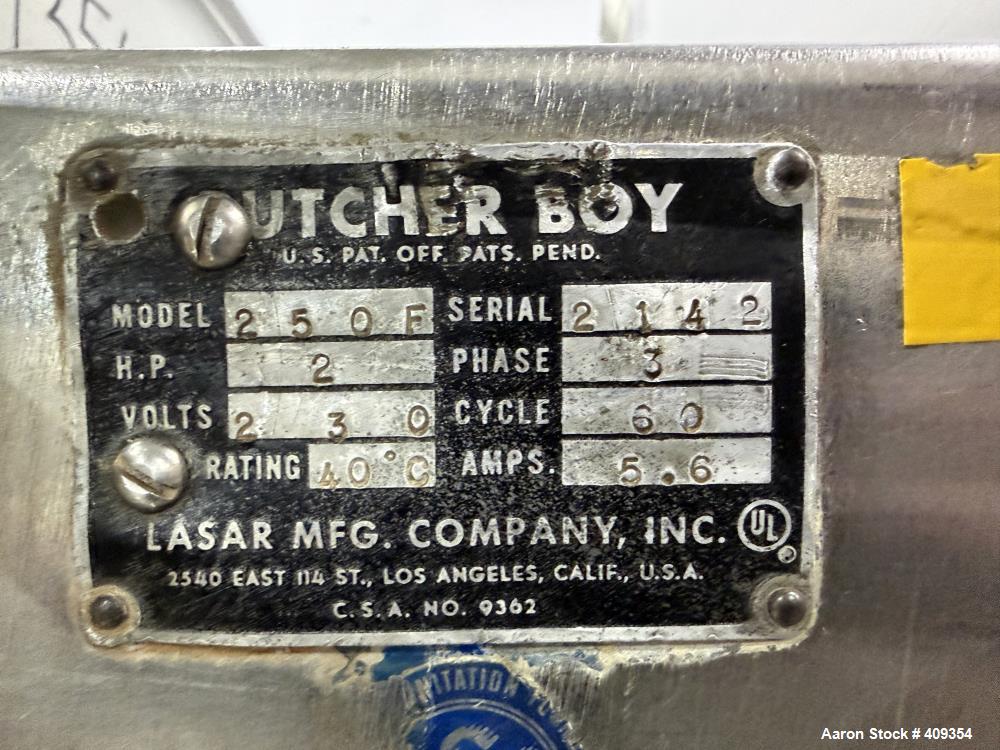 UTCHER BOY
U.S. PAT. OFF. PATS. PEND.
MODEL 250F SERIAL 2142
H.P. 2 PHASE 3
VOLTS 230 CYCLE 60
RATING 40°C AMPS. 5.6
LASAR MFG. COMPANY, INC. UL
2540 EAST 114 ST., LOS ANGELES, CALIF., U.S.A.
C.S.A. NO. 9362
Aaron Stock # 409354